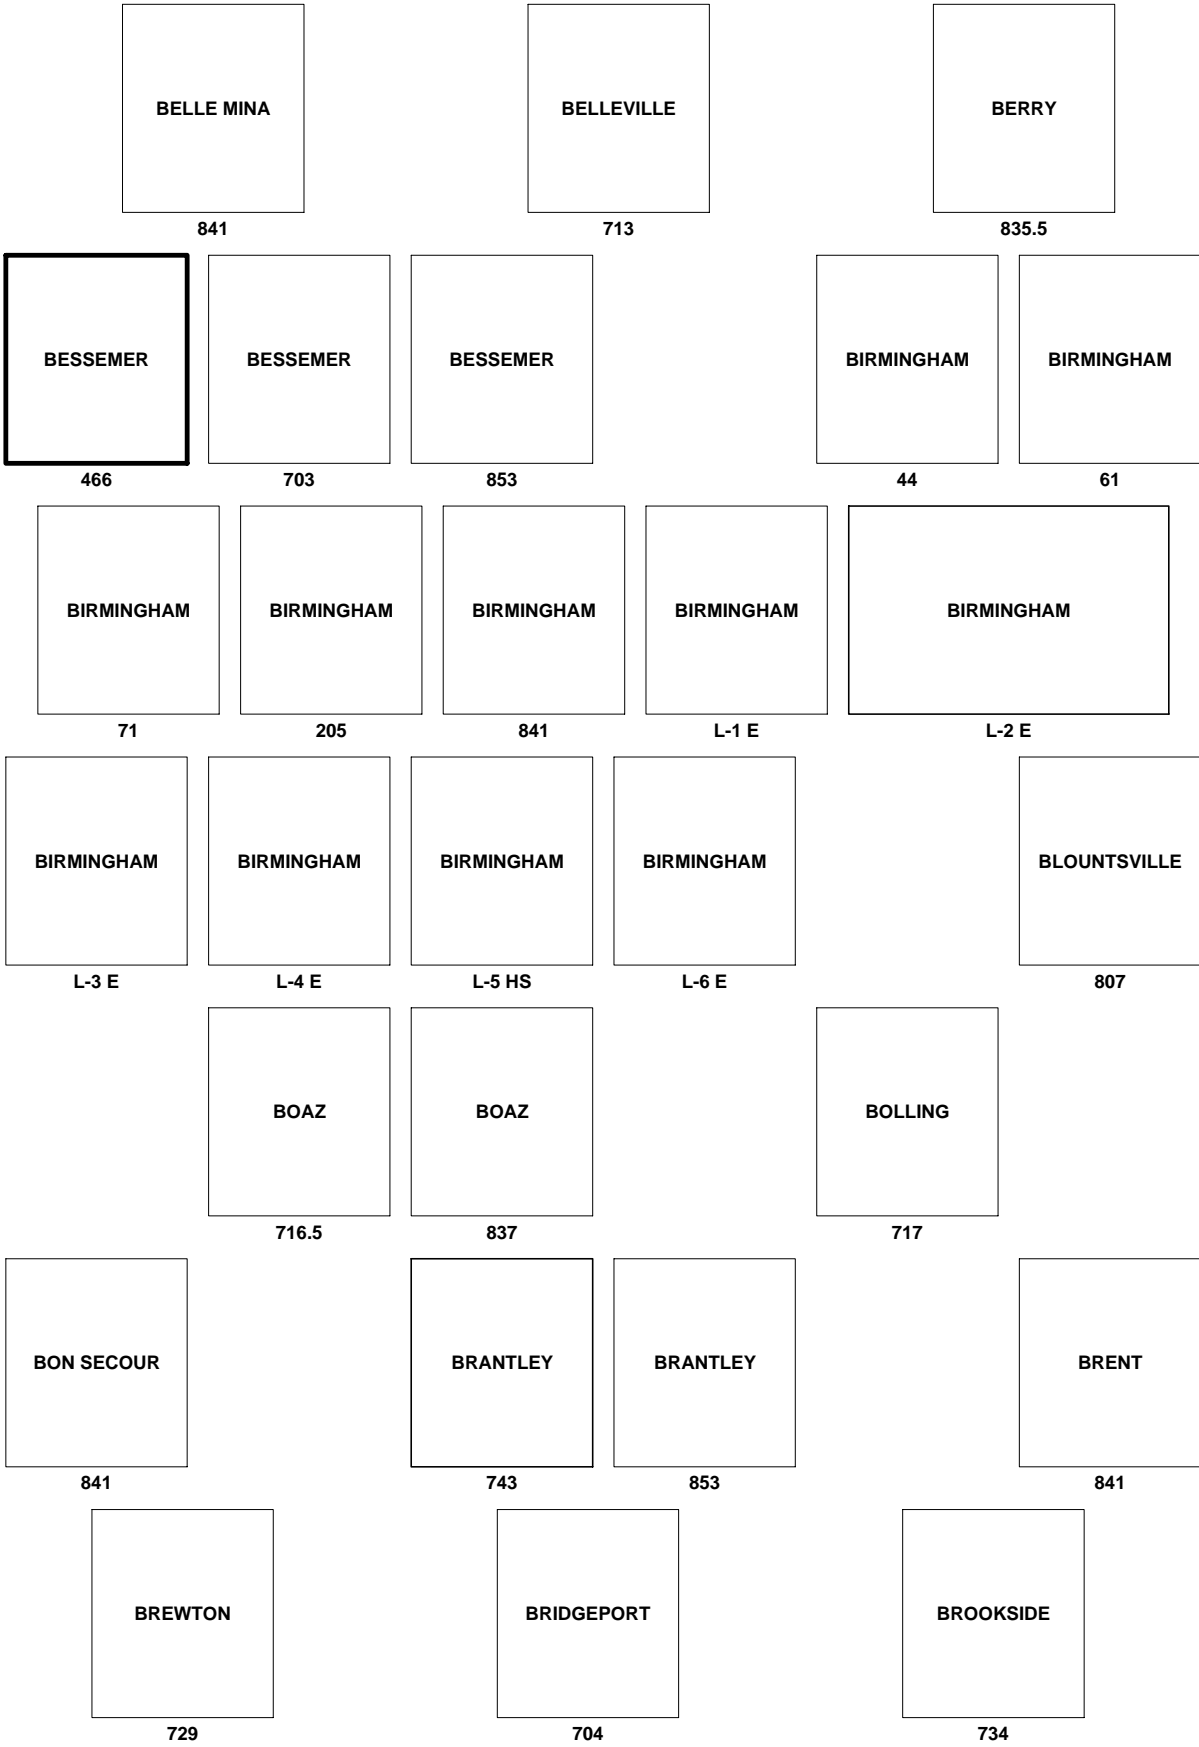 BELLE MINA
BELLEVILLE
BERRY
841
713
835.5
BESSEMER
BESSEMER
BESSEMER
BIRMINGHAM
BIRMINGHAM
466
703
853
44
61
BIRMINGHAM
BIRMINGHAM
BIRMINGHAM
BIRMINGHAM
BIRMINGHAM
71
205
841
L-1 E
L-2 E
BIRMINGHAM
BIRMINGHAM
BIRMINGHAM
BIRMINGHAM
BLOUNTSVILLE
L-3 E
L-4 E
L-5 HS
L-6 E
807
BOAZ
BOAZ
BOLLING
716.5
837
717
BON SECOUR
BRANTLEY
BRANTLEY
BRENT
841
743
853
841
BREWTON
BRIDGEPORT
BROOKSIDE
729
704
734